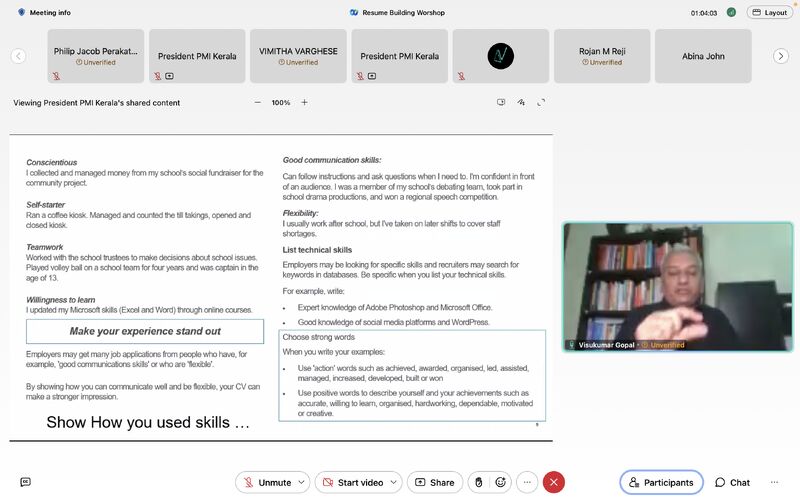 Meeting info
Resume Building Worshop
01:04:03
Layout
Philip Jacob Perakat...
Unverified
President PMI Kerala
VIMITHA VARGHESE
Unverified
President PMI Kerala
Rojan M Reji
Unverified
Abina John
Viewing President PMI Kerala's shared content
100%
Conscientious
I collected and managed money from my school's social fundraiser for the
community project.
Self-starter
Ran a coffee kiosk. Managed and counted the till takings, opened and
closed kiosk.
Teamwork
Worked with the school trustees to make decisions about school issues.
Played volley ball on a school team for four years and was captain in the
age of 13.
Willingness to learn
I updated my Microsoft skills (Excel and Word) through online courses.
Make your experience stand out
Employers may get many job applications from people who have, for
example, 'good communications skills' or who are 'flexible'.
By showing how you can communicate well and be flexible, your CV can
make a stronger impression.
Show How you used skills ...
Good communication skills:
Can follow instructions and ask questions when I need to. I'm confident in front
of an audience. I was a member of my school's debating team, took part in
school drama productions, and won a regional speech competition.
Flexibility:
I usually work after school, but I've taken on later shifts to cover staff
shortages.
List technical skills
Employers may be looking for specific skills and recruiters may search for
keywords in databases. Be specific when you list your technical skills.
For example, write:
• Expert knowledge of Adobe Photoshop and Microsoft Office.
• Good knowledge of social media platforms and WordPress.
Choose strong words
When you write your examples:
• Use 'action' words such as achieved, awarded, organised, led, assisted,
managed, increased, developed, built or won
• Use positive words to describe yourself and your achievements such as
accurate, willing to learn, organised, hardworking, dependable, motivated
or creative.
9
Visukumar Gopal • Unverified
Unmute
Start video
Share
Participants
Chat